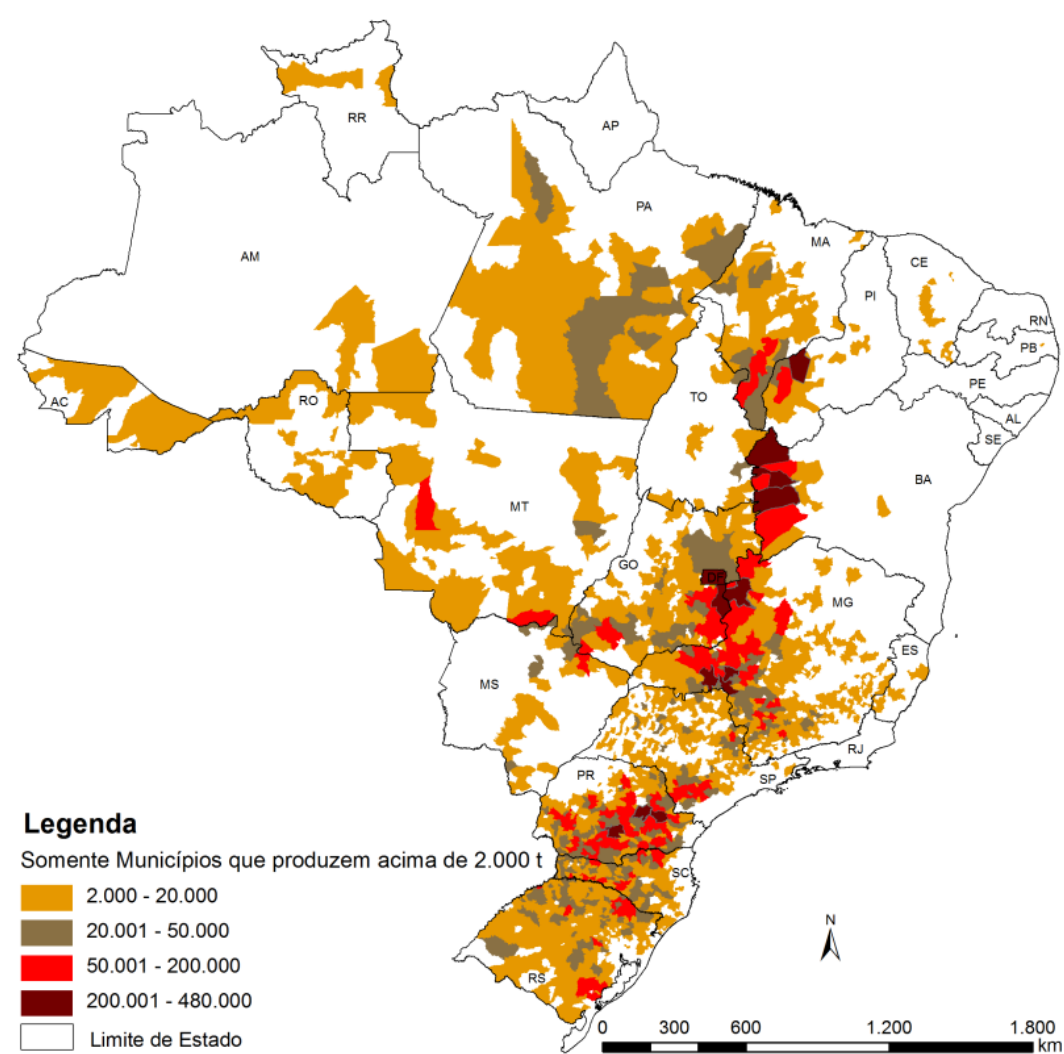 RR
AP
PA
AM
MA
CE
PI
RN
PB
PE
AL
SE
TO
AC
RO
BA
MT
GO
DF
MG
ES
MS
RJ
SP
PR
SC
RS
N
Legenda
Somente Municípios que produzem acima de 2.000 t
2.000 - 20.000
20.001 - 50.000
50.001 - 200.000
200.001 - 480.000
Limite de Estado
0 300 600 1.200 1.800
km